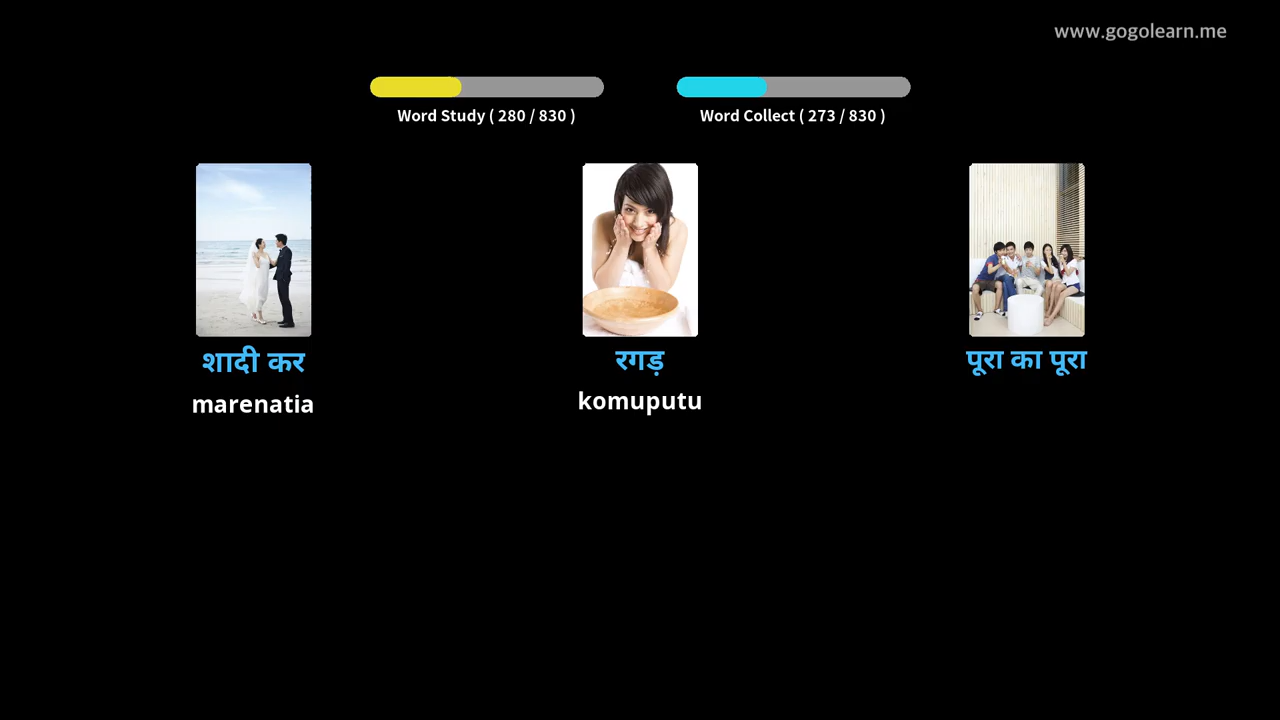 www.gogolearn.me
Word Study ( 280 / 830 )
Word Collect ( 273 / 830 )
शादी कर
marenatia
रगड़
komuputu
पूरा का पूरा